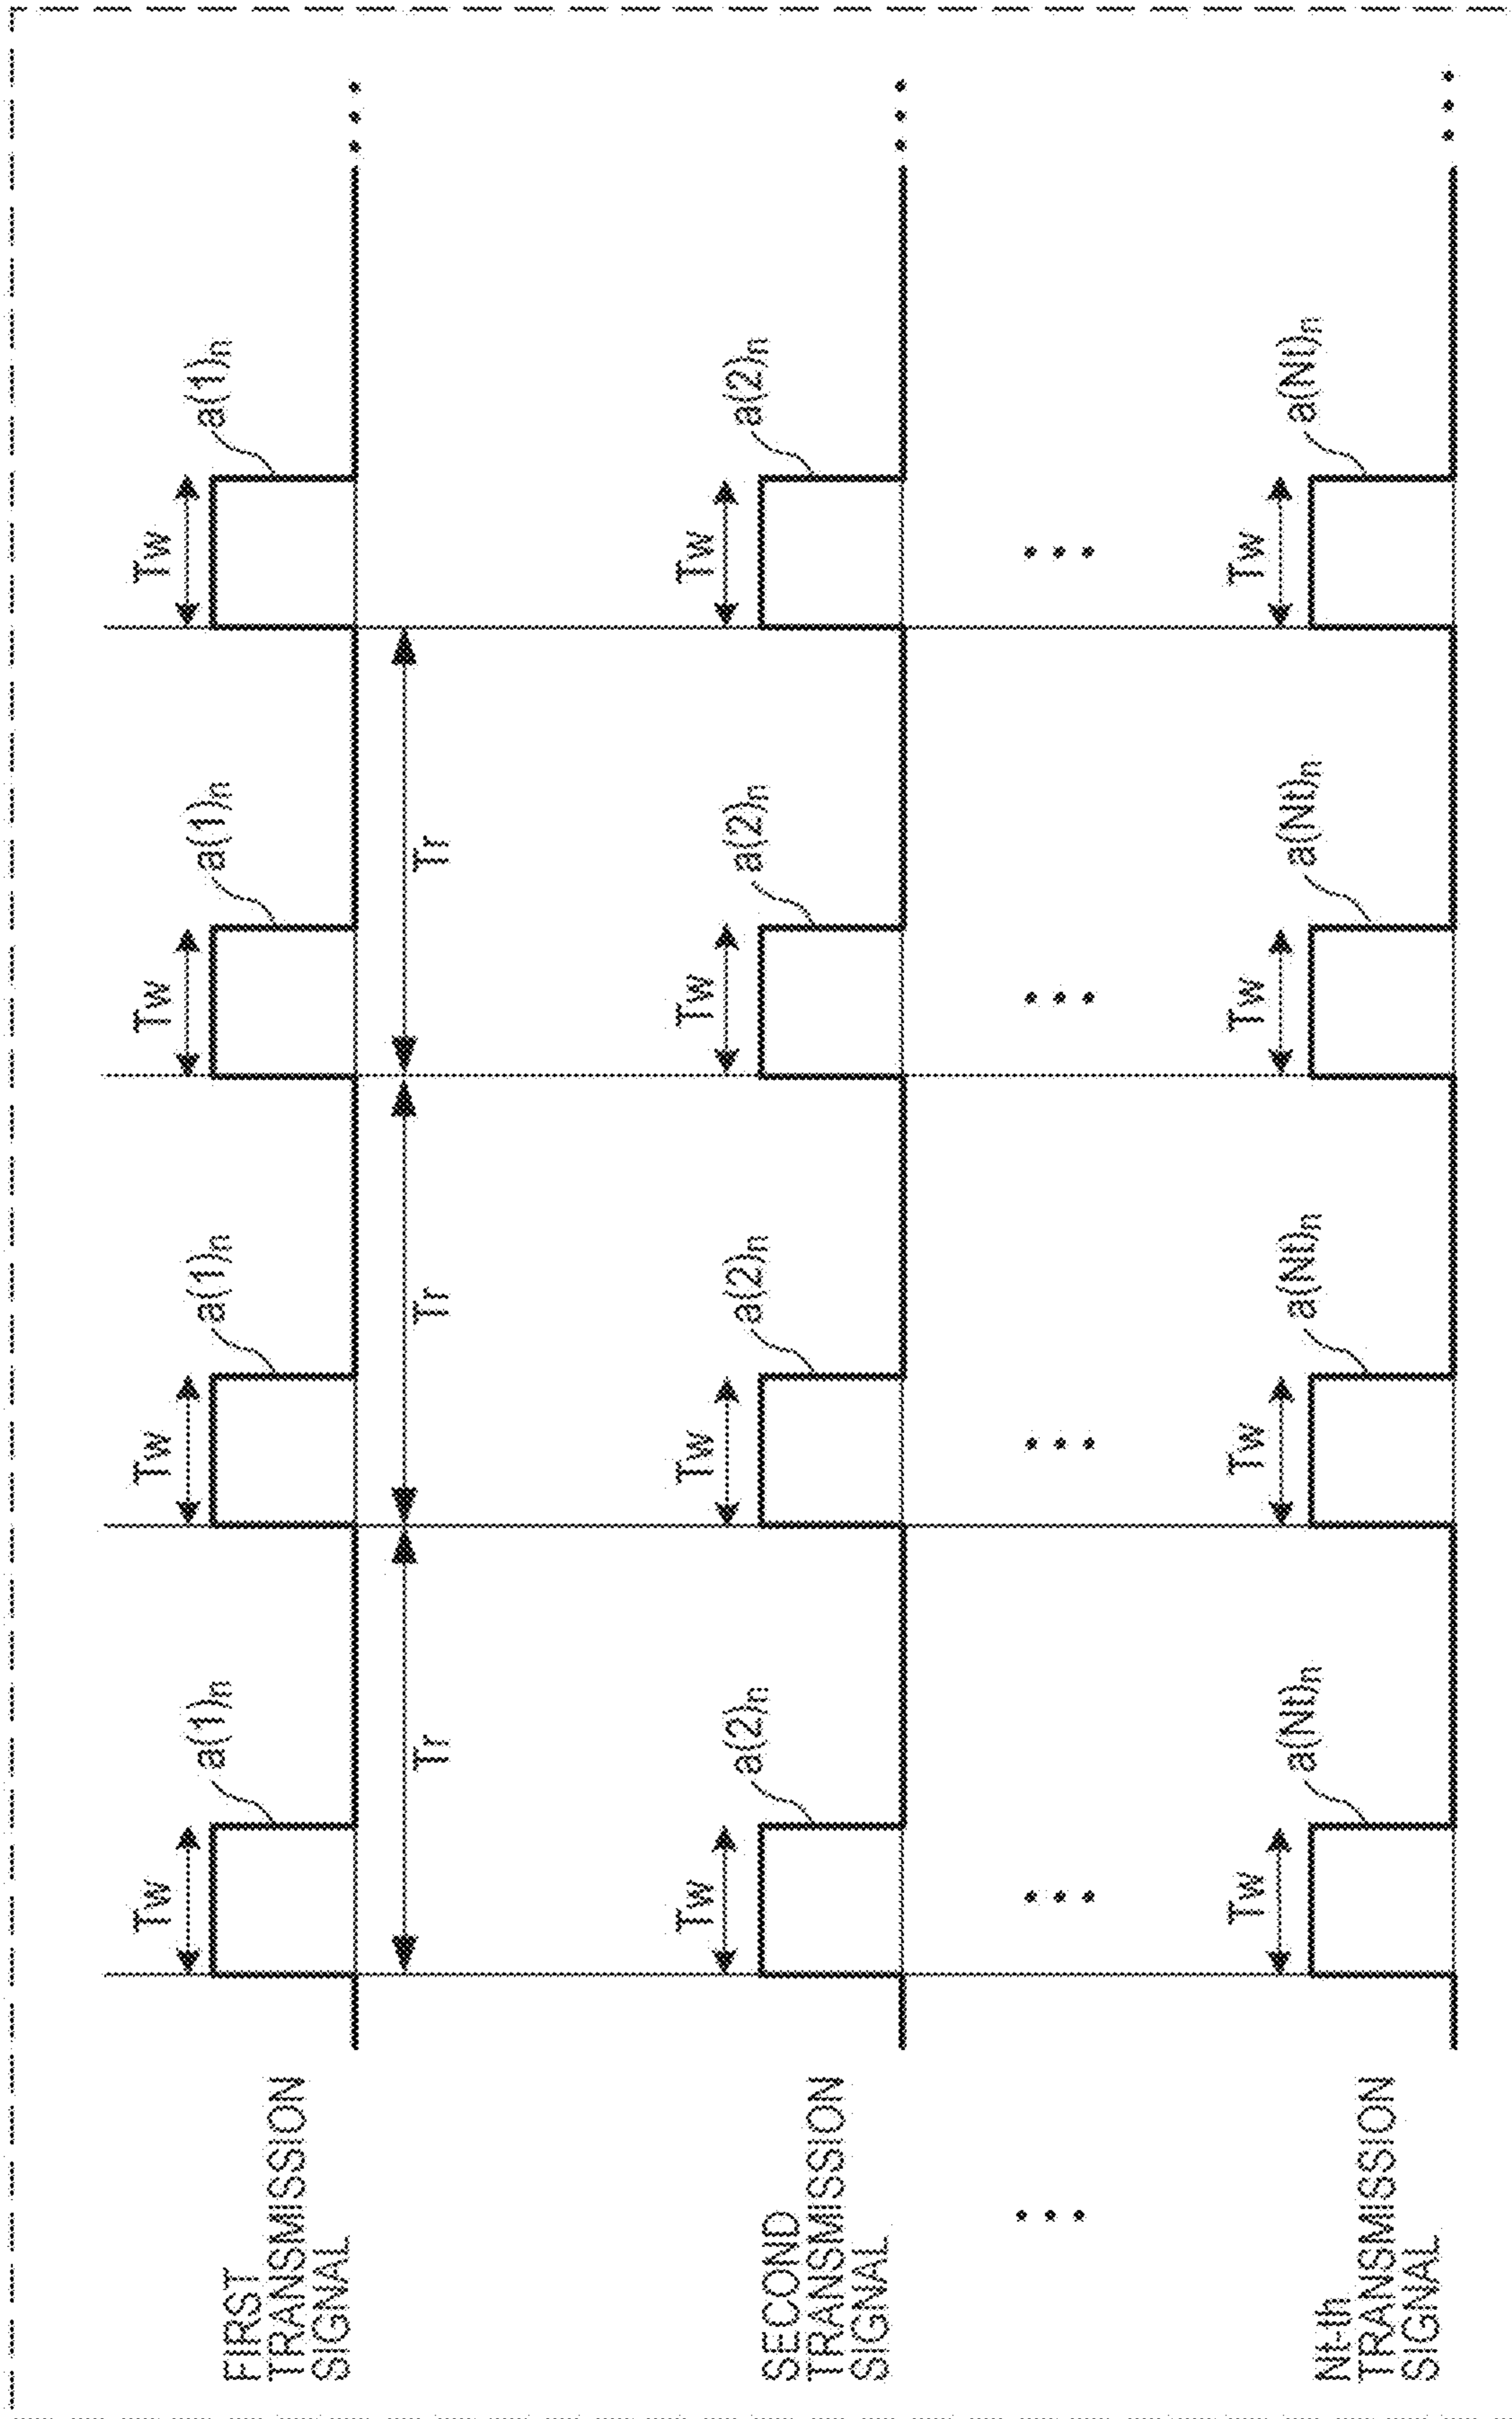 FIRST
TRANSMISSION
SIGNAL
Tw
a(1)n
Tw
a(1)n
Tw
a(1)n
Tw
a(1)n
Tr
Tr
Tr
SECOND
TRANSMISSION
SIGNAL
Tw
a(2)n
Tw
a(2)n
Tw
a(2)n
Tw
a(2)n
Nt-th
TRANSMISSION
SIGNAL
Tw
a(Nt)n
Tw
a(Nt)n
Tw
a(Nt)n
Tw
a(Nt)n